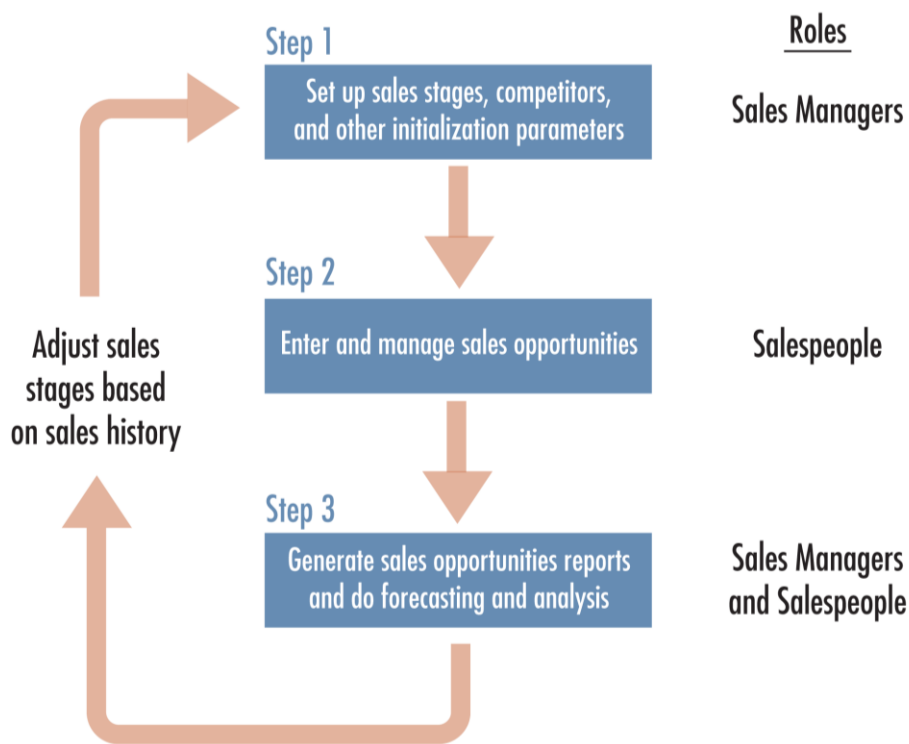 Roles
Step 1
Set up sales stages, competitors,
and other initialization parameters
Sales Managers
Step 2
Enter and manage sales opportunities
Salespeople
Adjust sales
stages based
on sales history
Step 3
Generate sales opportunities reports
and do forecasting and analysis
Sales Managers
and Salespeople